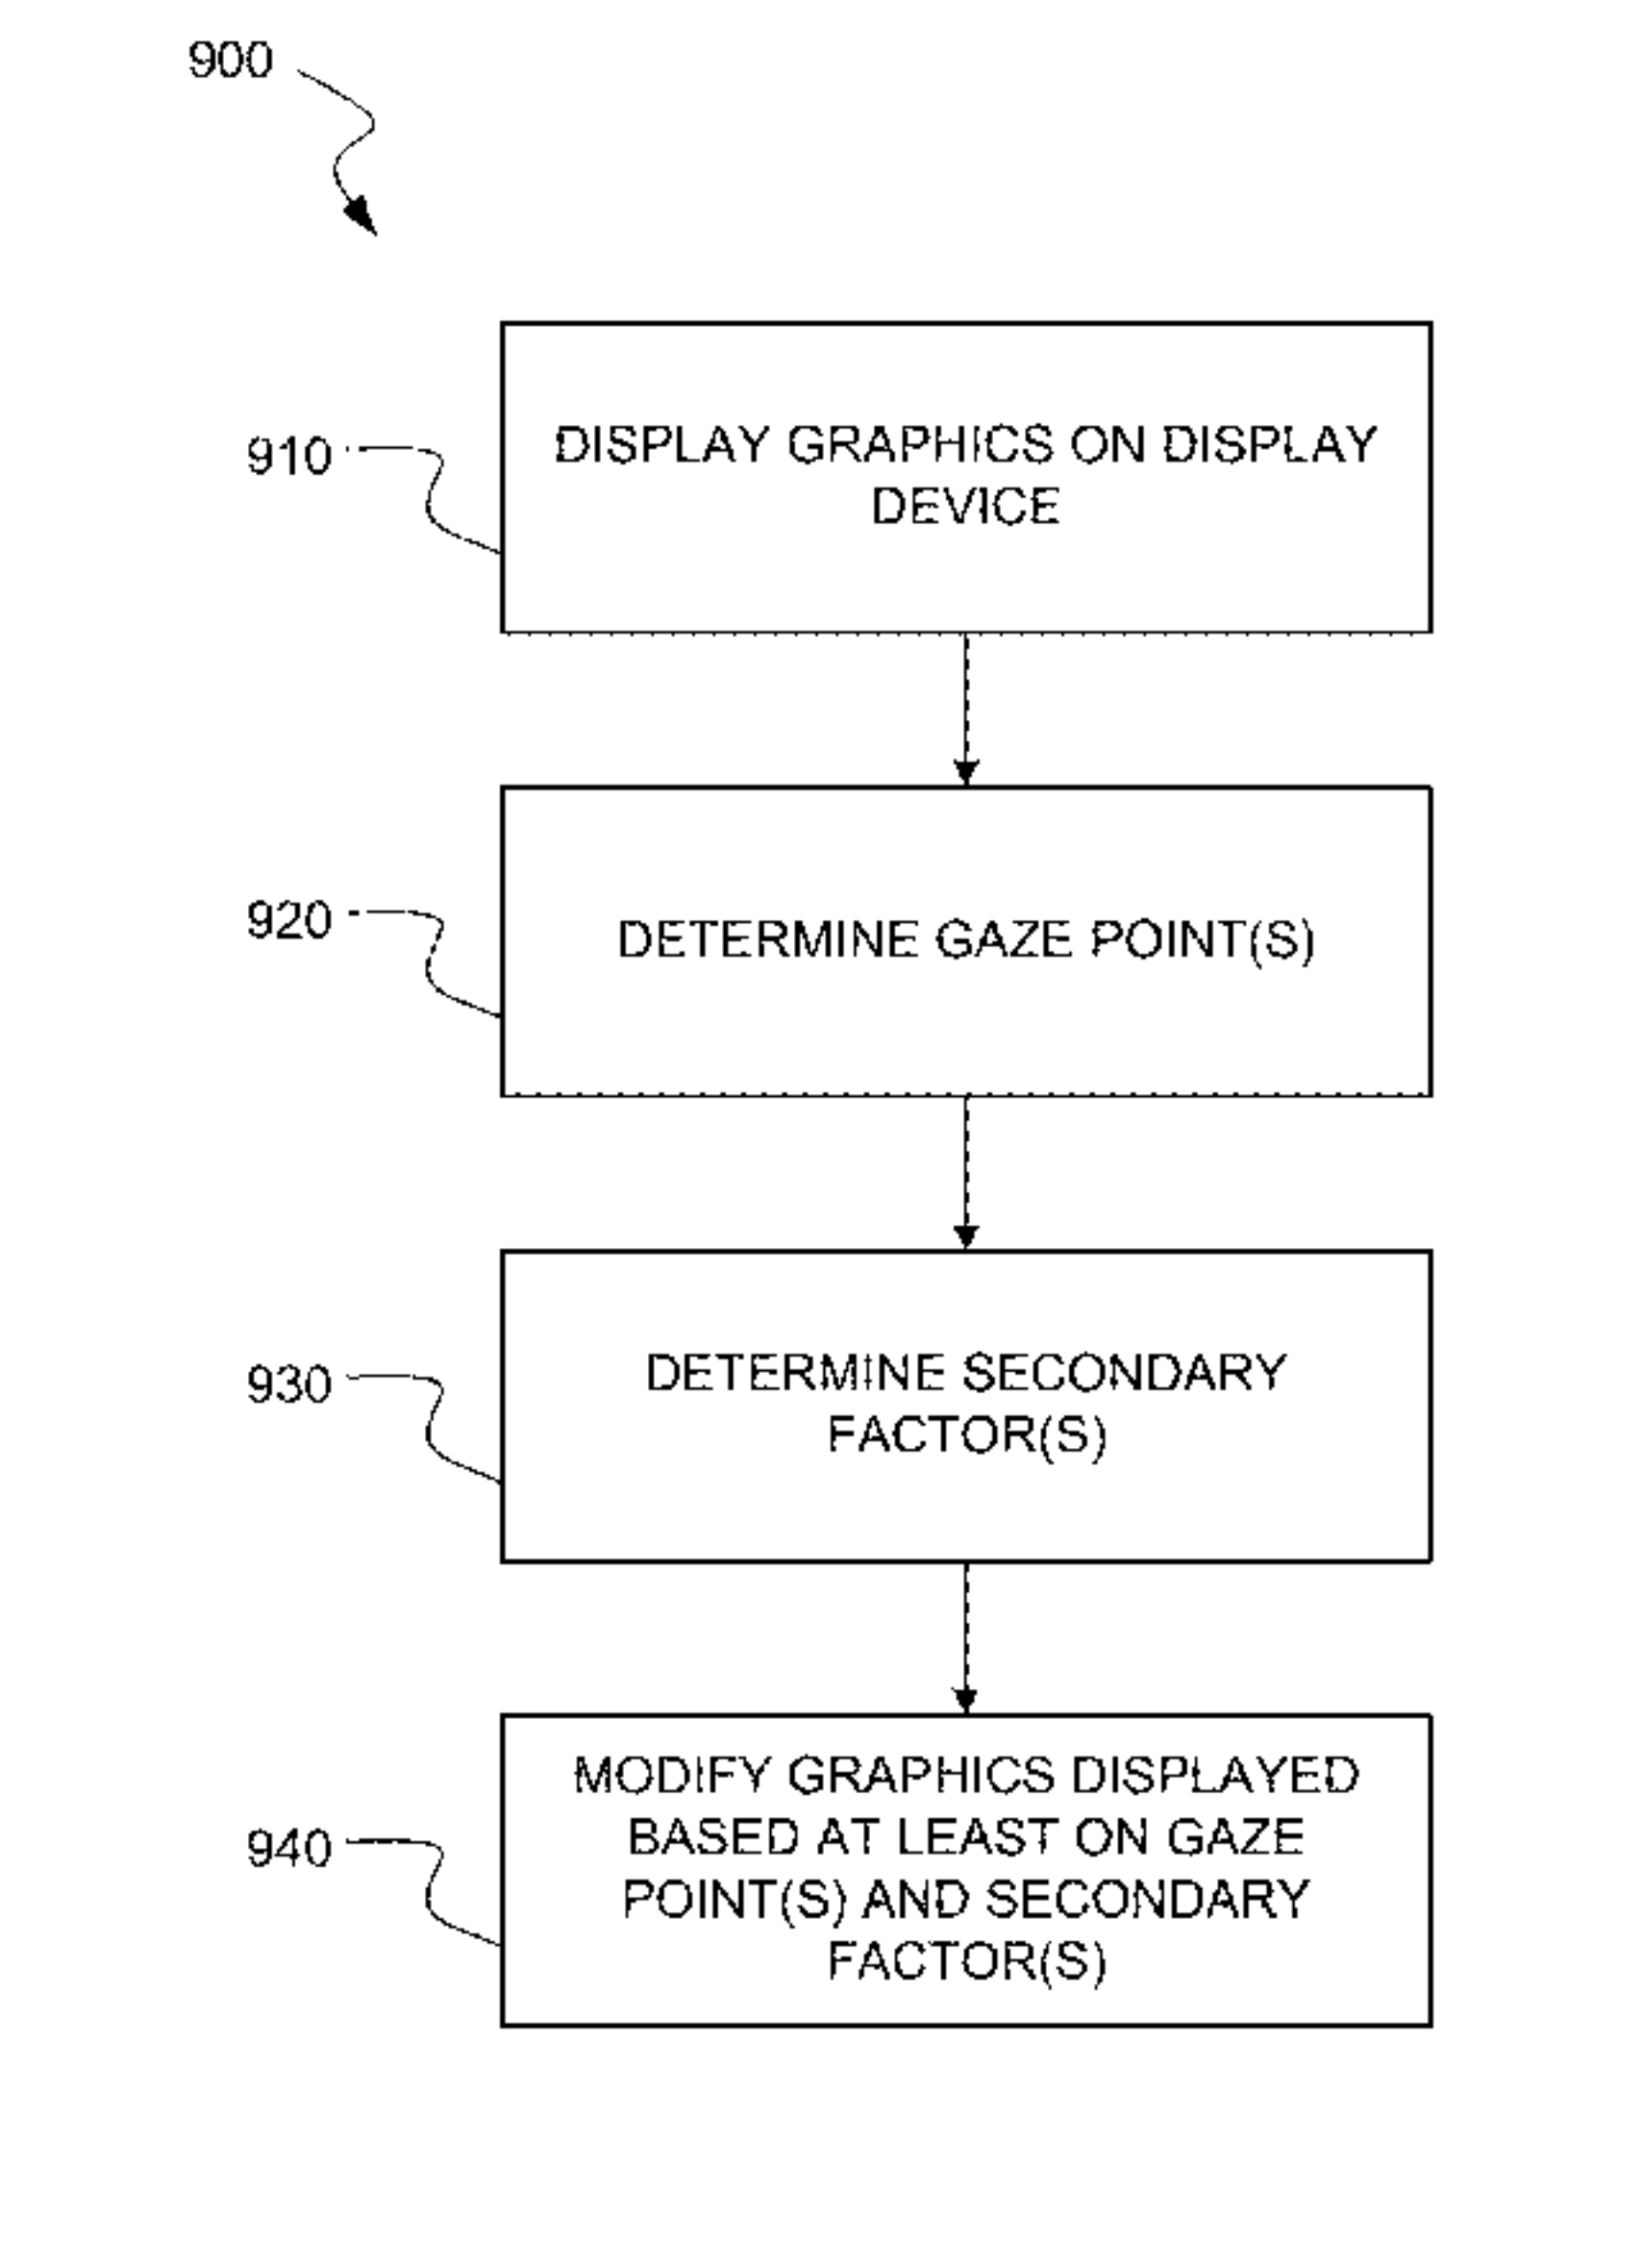 900
910
DISPLAY GRAPHICS ON DISPLAY
DEVICE
920
DETERMINE GAZE POINT(S)
930
DETERMINE SECONDARY
FACTOR(S)
940
MODIFY GRAPHICS DISPLAYED
BASED AT LEAST ON GAZE
POINT(S) AND SECONDARY
FACTOR(S)